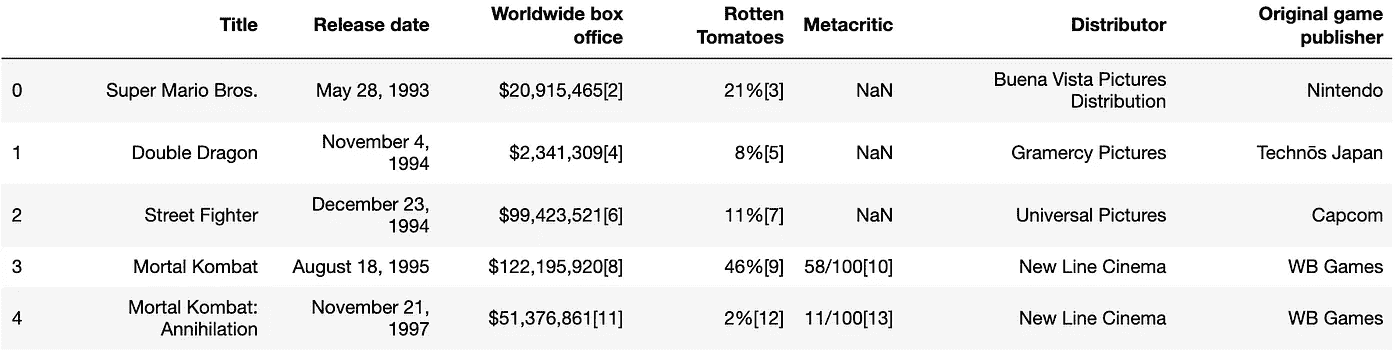 Title Release date Worldwide box office Rotten Tomatoes Metacritic Distributor Original game publisher
0 Super Mario Bros. May 28, 1993 $20,915,465[2] 21%[3] NaN Buena Vista Pictures Distribution Nintendo
1 Double Dragon November 4, 1994 $2,341,309[4] 8%[5] NaN Gramercy Pictures Technōs Japan
2 Street Fighter December 23, 1994 $99,423,521[6] 11%[7] NaN Universal Pictures Capcom
3 Mortal Kombat August 18, 1995 $122,195,920[8] 46%[9] 58/100[10] New Line Cinema WB Games
4 Mortal Kombat: Annihilation November 21, 1997 $51,376,861[11] 2%[12] 11/100[13] New Line Cinema WB Games